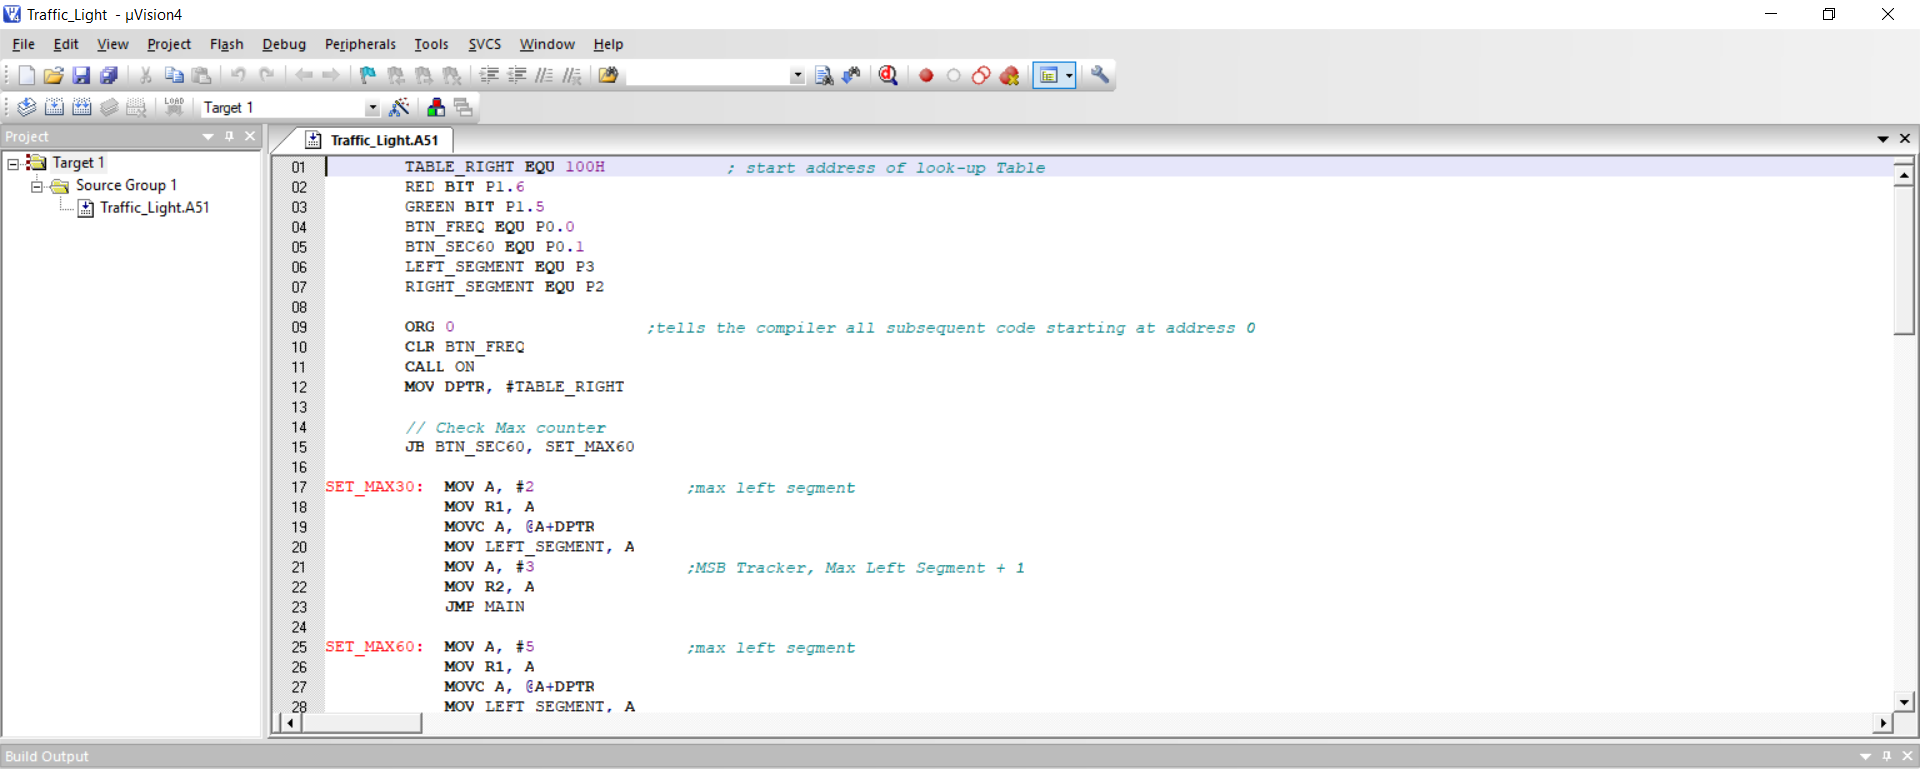 Traffic_Light - µVision4
File Edit View Project Flash Debug Peripherals Tools SVCS Window Help
LOAD Target 1
Project
Target 1
Source Group 1
Traffic_Light.A51
Traffic_Light.A51
01 TABLE_RIGHT EQU 100H ; start address of look-up Table
02 RED BIT P1.6
03 GREEN BIT P1.5
04 BTN_FREQ EQU P0.0
05 BTN_SEC60 EQU P0.1
06 LEFT_SEGMENT EQU P3
07 RIGHT_SEGMENT EQU P2
08
09 ORG 0 ;tells the compiler all subsequent code starting at address 0
10 CLR BTN_FREQ
11 CALL ON
12 MOV DPTR, #TABLE_RIGHT
13
14 // Check Max counter
15 JB BTN_SEC60, SET_MAX60
16
17 SET_MAX30: MOV A, #2 ;max left segment
18 MOV R1, A
19 MOVC A, @A+DPTR
20 MOV LEFT_SEGMENT, A
21 MOV A, #3 ;MSB Tracker, Max Left Segment + 1
22 MOV R2, A
23 JMP MAIN
24
25 SET_MAX60: MOV A, #5 ;max left segment
26 MOV R1, A
27 MOVC A, @A+DPTR
28 MOV LEFT_SEGMENT, A
Build Output